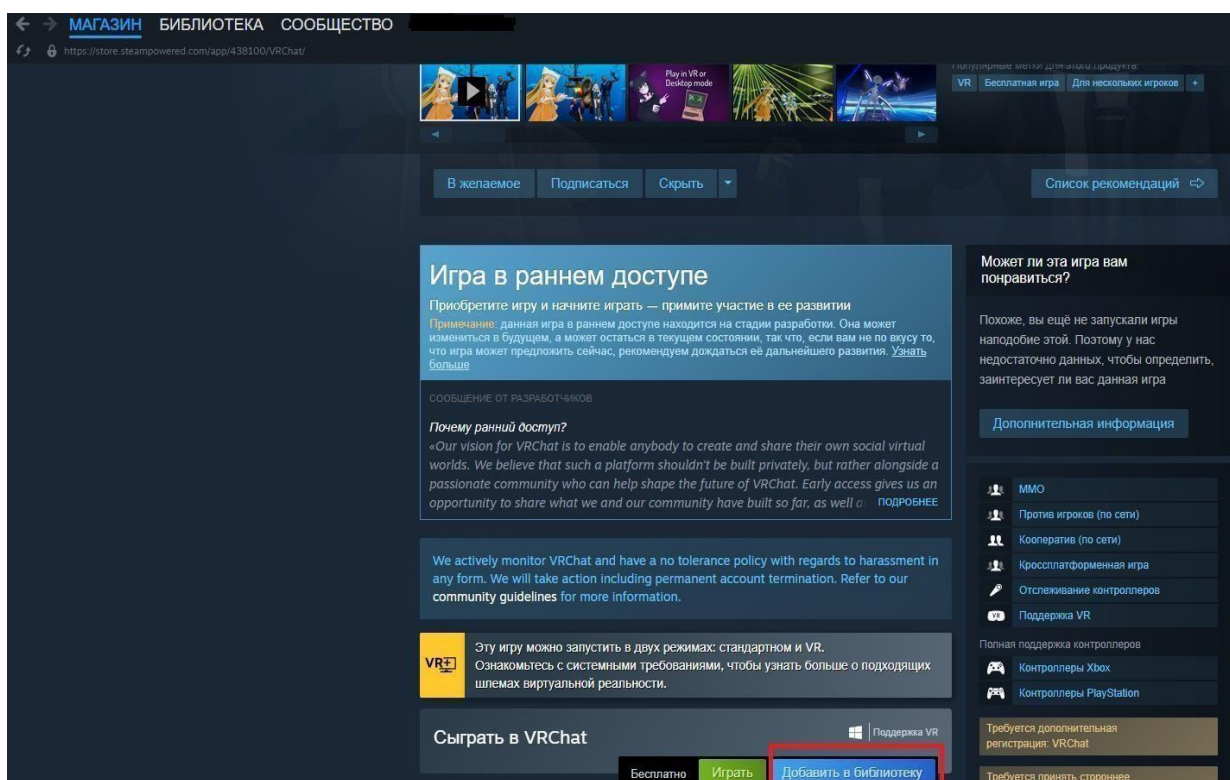 МАГАЗИН БИБЛИОТЕКА СООБЩЕСТВО
https://store.steampowered.com/app/438100/VRChat/
Play in VR or
Desktop mode
Популярные метки для этого продукта:
VR Бесплатная игра Для нескольких игроков +
В желаемое Подписаться Скрыть
Список рекомендаций
Игра в раннем доступе
Приобретите игру и начните играть — примите участие в ее развитии
Примечание: данная игра в раннем доступе находится на стадии разработки. Она может
измениться в будущем, а может остаться в текущем состоянии, так что, если вам не по вкусу то,
что игра может предложить сейчас, рекомендуем дождаться её дальнейшего развития. Узнать
больше
СООБЩЕНИЕ ОТ РАЗРАБОТЧИКОВ
Почему ранний доступ?
«Our vision for VRChat is to enable anybody to create and share their own social virtual
worlds. We believe that such a platform shouldn't be built privately, but rather alongside a
passionate community who can help shape the future of VRChat. Early access gives us an
opportunity to share what we and our community have built so far, as well a
ПОДРОБНЕЕ
We actively monitor VRChat and have a no tolerance policy with regards to harassment in
any form. We will take action including permanent account termination. Refer to our
community guidelines for more information.
VR+
Эту игру можно запустить в двух режимах: стандартном и VR.
Ознакомьтесь с системными требованиями, чтобы узнать больше о подходящих
шлемах виртуальной реальности.
Сыграть в VRChat
Поддержка VR
Бесплатно Играть Добавить в библиотеку
Может ли эта игра вам
понравиться?
Похоже, вы ещё не запускали игры
наподобие этой. Поэтому у нас
недостаточно данных, чтобы определить,
заинтересует ли вас данная игра
Дополнительная информация
ММО
Против игроков (по сети)
Кооператив (по сети)
Кроссплатформенная игра
Отслеживание контроллеров
VR Поддержка VR
Полная поддержка контроллеров
Контроллеры Xbox
Контроллеры PlayStation
Требуется дополнительная
регистрация: VRChat
Требуется принять стороннее